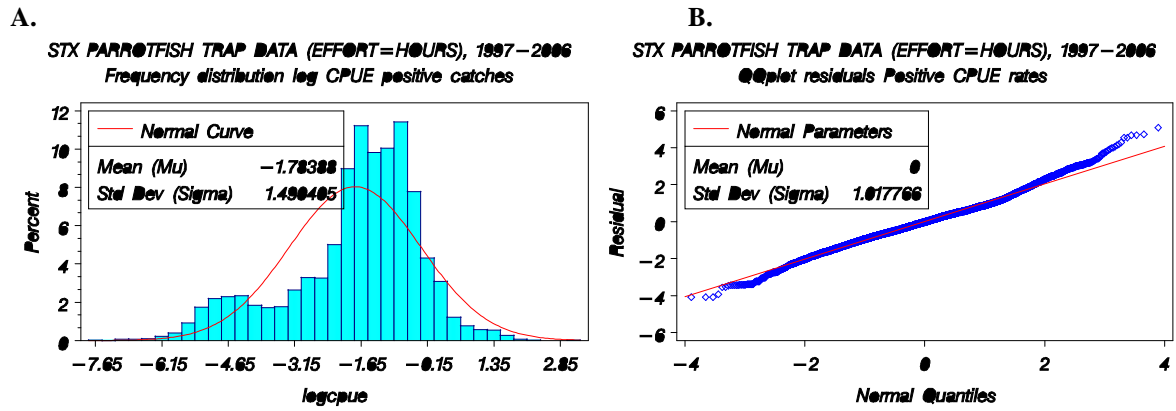 A.
STX PARROTFISH TRAP DATA (EFFORT=HOURS), 1997-2006
Frequency distribution log CPUE positive catches
12
10
8
6
4
2
0
Percent
Normal Curve
Mean (Mu)
Std Dev (Sigma)
-7.65 -6.15 -4.65 -3.15 -1.65 -0.15 1.35 2.85
logcpue
B.
STX PARROTFISH TRAP DATA (EFFORT=HOURS), 1997-2006
QQplot residuals Positive CPUE rates
6
4
2
0
-2
-4
-6
Residual
Normal Parameters
Mean (Mu) 0
Std Dev (Sigma) 1.017766
-4 -2 0 2 4
Normal Quantiles